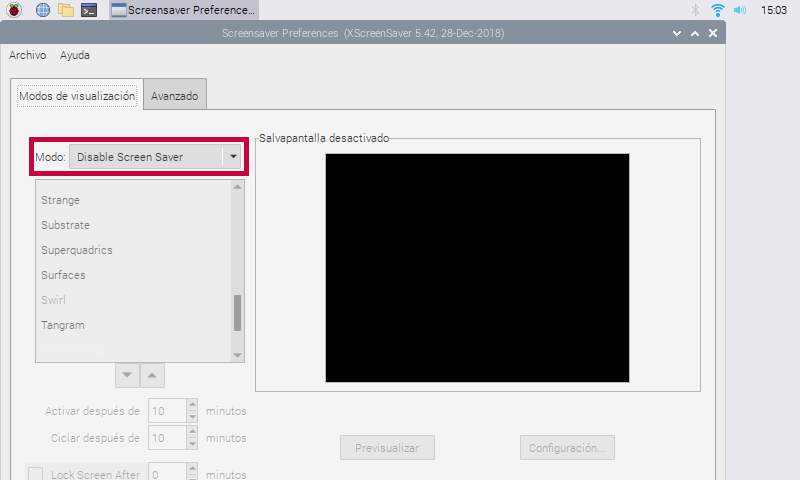 Screensaver Preference...
15:03
Screensaver Preferences (XScreenSaver 5.42, 28-Dec-2018)
Archivo Ayuda
Modos de visualización Avanzado
Salvapantalla desactivado
Modo: Disable Screen Saver
Strange
Substrate
Superquadrics
Surfaces
Swirl
Tangram
Activar después de 10 minutos
Ciclar después de 10 minutos
Previsualizar Configuración...
Lock Screen After 0 minutos